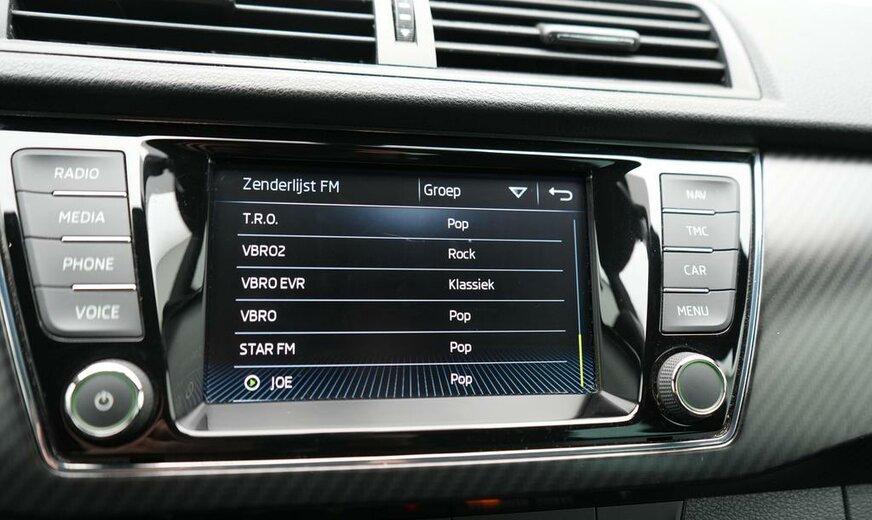 Zenderlijst FM Groep
T.R.O. Pop
VBRO2 Rock
VBRO EVR Klassiek
VBRO Pop
STAR FM Pop
JOE Pop
RADIO
MEDIA
PHONE
VOICE
NAV
TMC
CAR
MENU